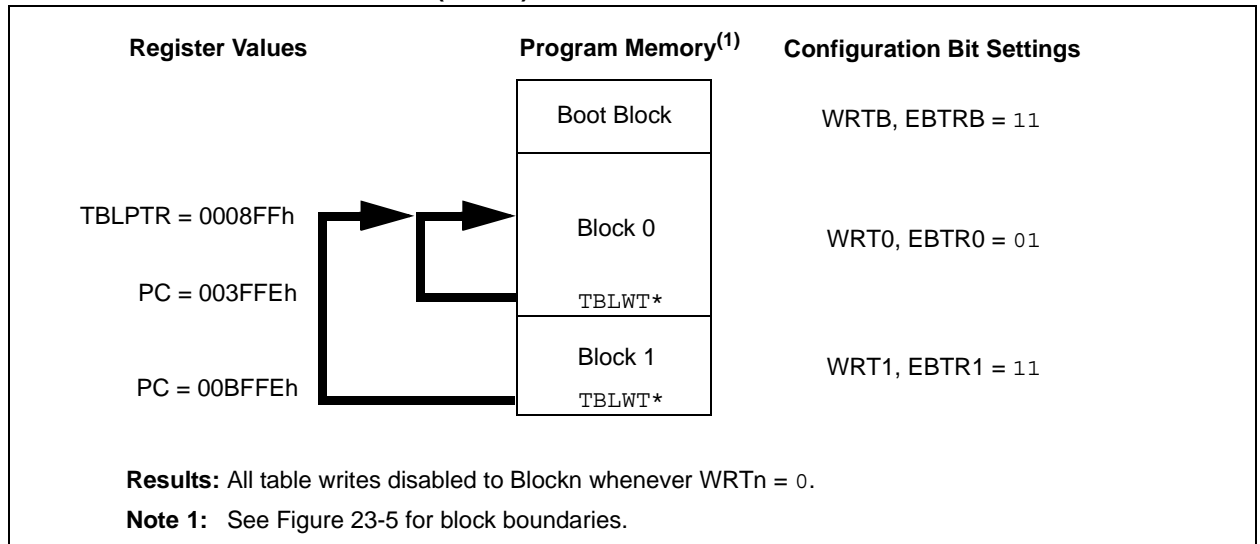 Register Values Program Memory(1) Configuration Bit Settings
Boot Block WRTB, EBTRB = 11
TBLPTR = 0008FFh Block 0 WRT0, EBTR0 = 01
PC = 003FFEh TBLWT*
Block 1 WRT1, EBTR1 = 11
PC = 00BFFEh TBLWT*
Results: All table writes disabled to Blockn whenever WRTn = 0.
Note 1: See Figure 23-5 for block boundaries.